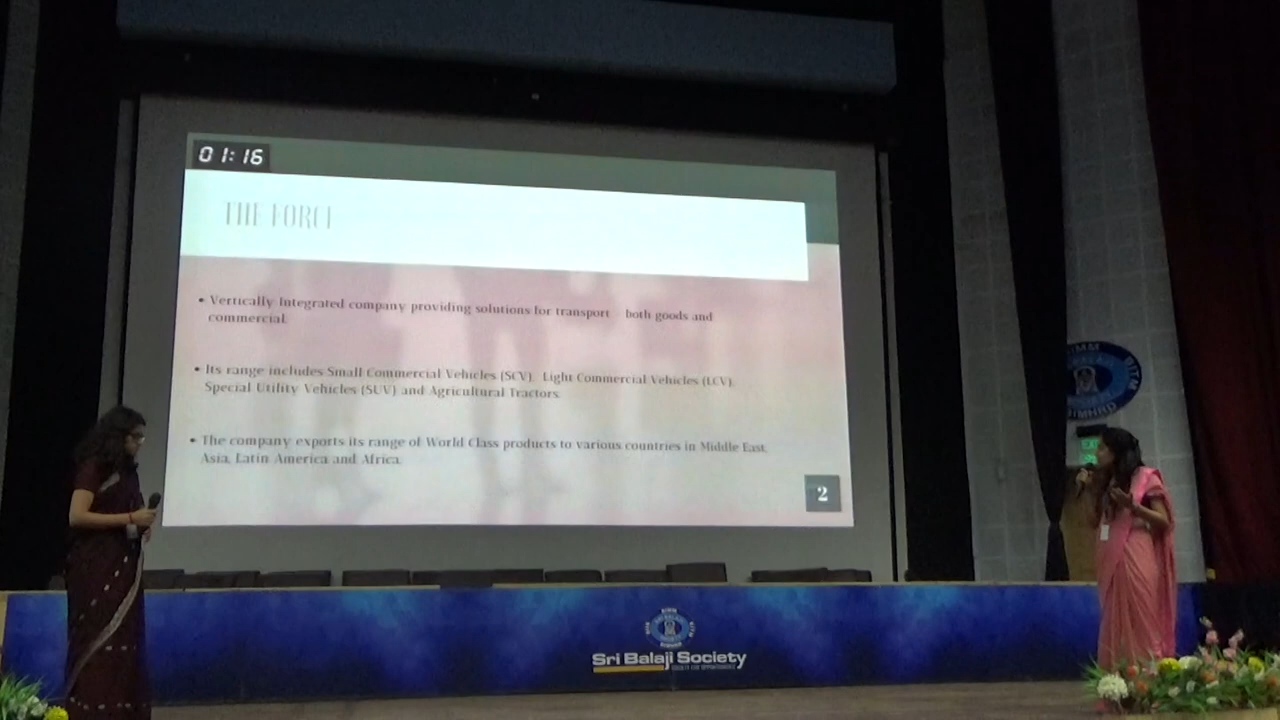 01:16
THE FORCE
• Vertically Integrated company providing solutions for transport – both goods and
commercial.
• Its range includes Small Commercial Vehicles (SCV), Light Commercial Vehicles (LCV),
Special Utility Vehicles (SUV) and Agricultural Tractors.
• The company exports its range of World Class products to various countries in Middle East,
Asia, Latin America and Africa.
2
BITM
EXIT
Sri Balaji Society